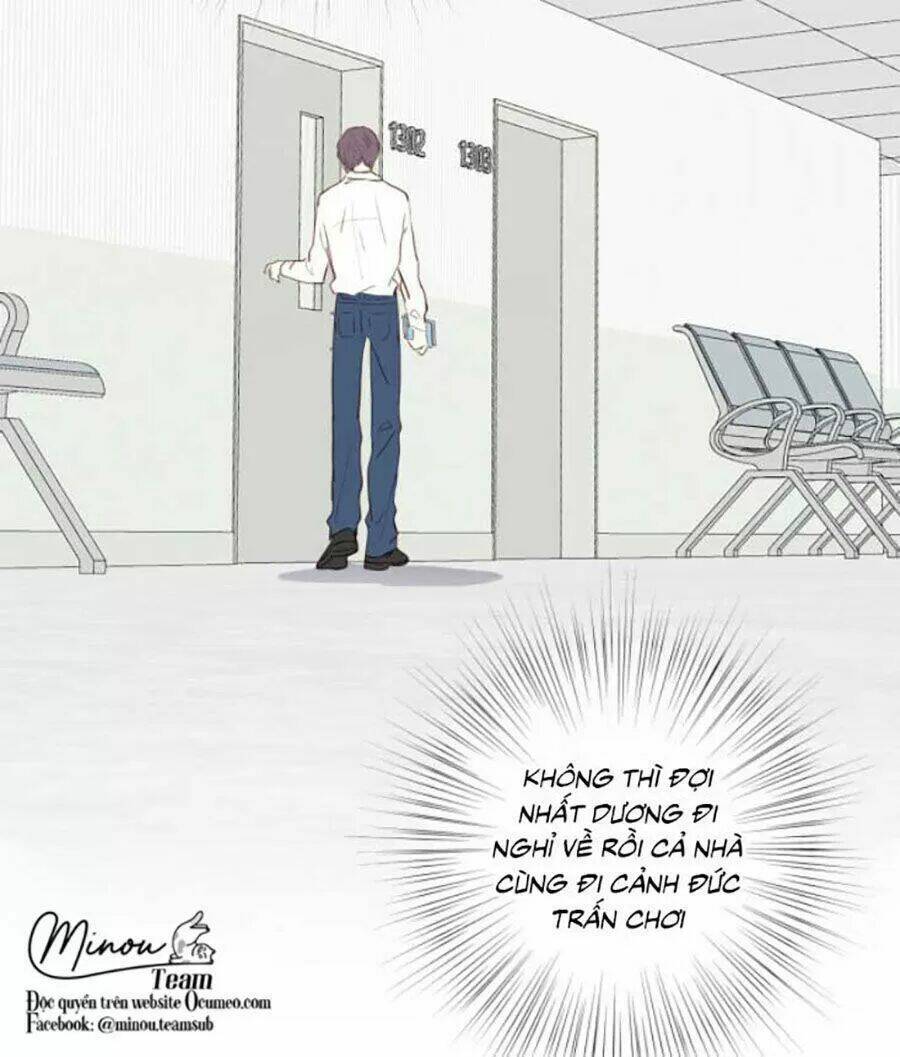 1302
1303
KHÔNG THÌ ĐỢI
NHẤT DƯƠNG ĐI
NGHỈ VỀ RỒI CẢ NHÀ
CÙNG ĐI CẢNH ĐỨC
TRẤN CHƠI
Minou
Team
Độc quyền trên website Ocumeo.com
Facebook: @minou.teamsub